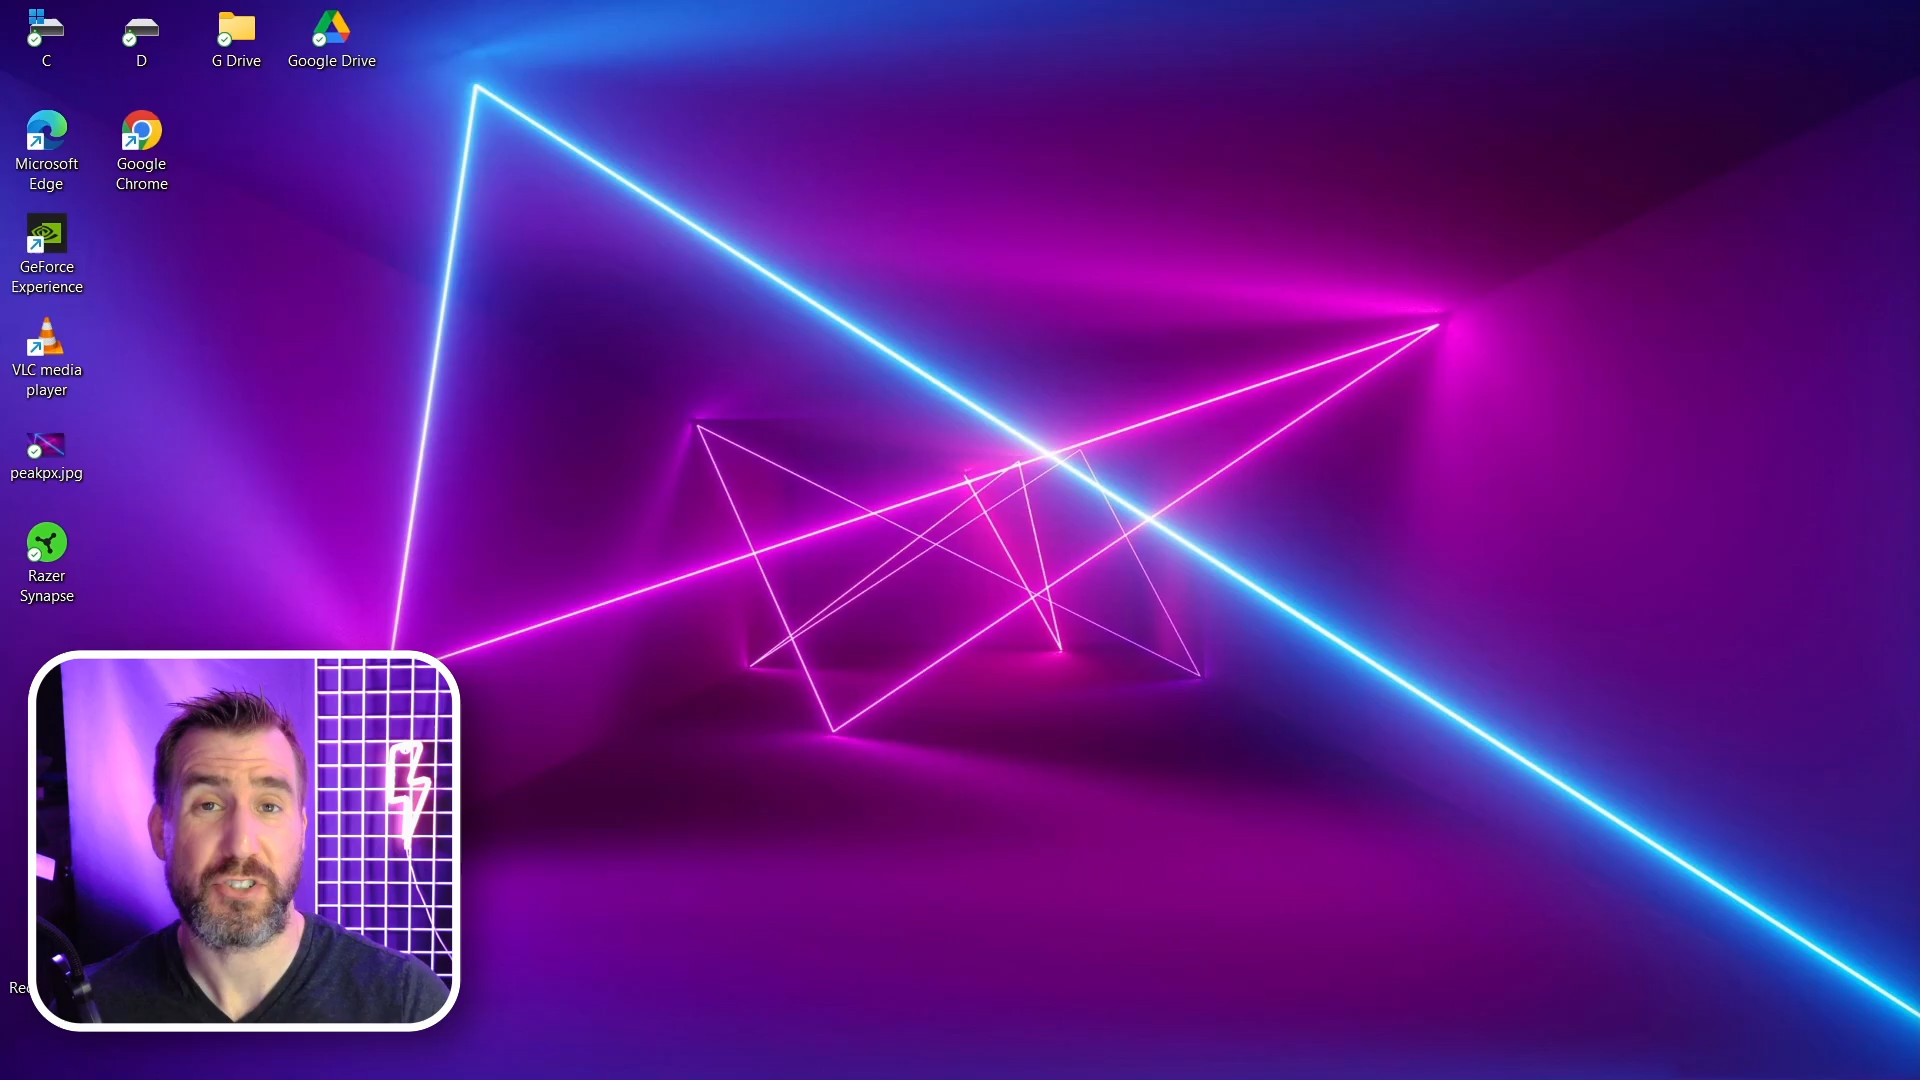 C
D
G Drive
Google Drive
Microsoft
Edge
Google
Chrome
GeForce
Experience
VLC media
player
peakpx.jpg
Razer
Synapse